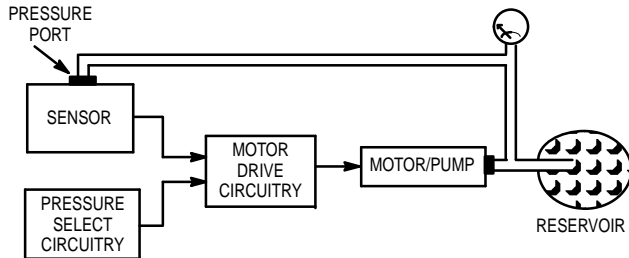 PRESSURE
PORT
SENSOR
MOTOR
DRIVE
CIRCUITRY
MOTOR/PUMP
PRESSURE
SELECT
CIRCUITRY
RESERVOIR